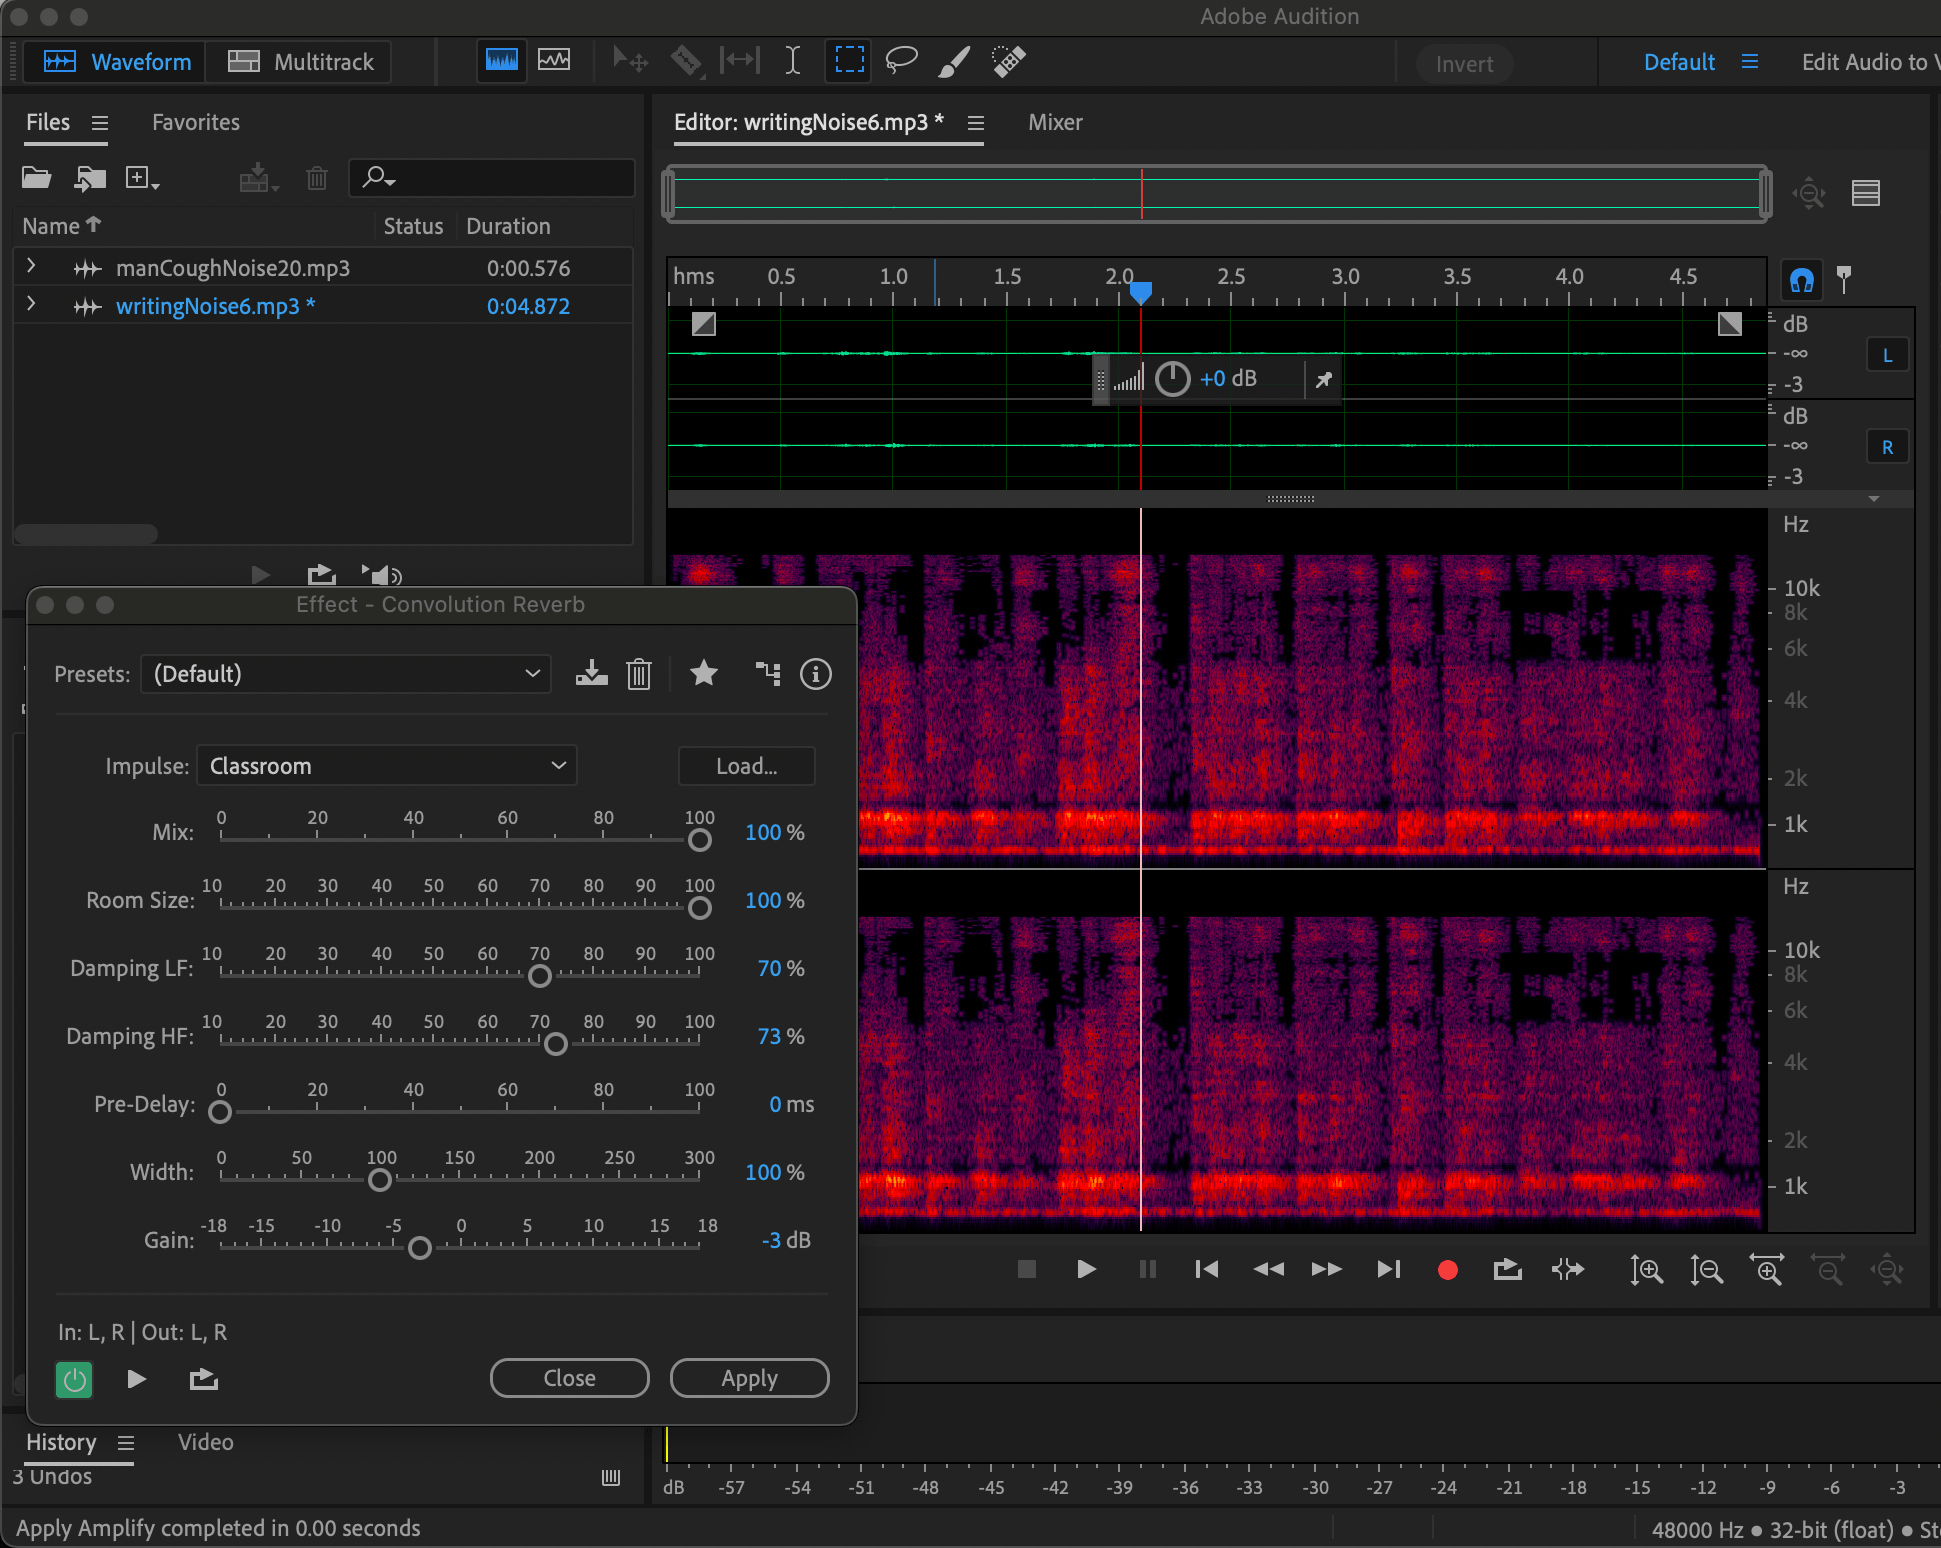 Adobe Audition
Waveform Multitrack Invert Default Edit Audio to V
Files Favorites
Name Status Duration
manCoughNoise20.mp3 0:00.576
writingNoise6.mp3 * 0:04.872
Editor: writingNoise6.mp3 * Mixer
hms 0.5 1.0 1.5 2.0 2.5 3.0 3.5 4.0 4.5
dB
-∞
-3
L
+0 dB
dB
-∞
-3
R
Hz
10k
8k
6k
4k
2k
1k
Hz
10k
8k
6k
4k
2k
1k
Effect - Convolution Reverb
Presets: (Default)
Impulse: Classroom Load...
0 20 40 60 80 100
Mix: 100 %
10 20 30 40 50 60 70 80 90 100
Room Size: 100 %
10 20 30 40 50 60 70 80 90 100
Damping LF: 70 %
10 20 30 40 50 60 70 80 90 100
Damping HF: 73 %
0 20 40 60 80 100
Pre-Delay: 0 ms
0 50 100 150 200 250 300
Width: 100 %
-18 -15 -10 -5 0 5 10 15 18
Gain: -3 dB
In: L, R | Out: L, R
Close Apply
History Video
3 Undos
dB -57 -54 -51 -48 -45 -42 -39 -36 -33 -30 -27 -24 -21 -18 -15 -12 -9 -6 -3
Apply Amplify completed in 0.00 seconds
48000 Hz ● 32-bit (float) ● St